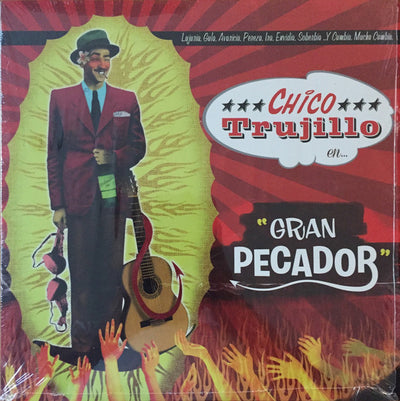 Lujuria, Gula, Avaricia, Pereza, Ira, Envidia, Soberbia ..Y Cumbia, Mucha Cumbia.
★★★ CHICO ★★★
Trujillo
en...
"GRAN
PECADOR"